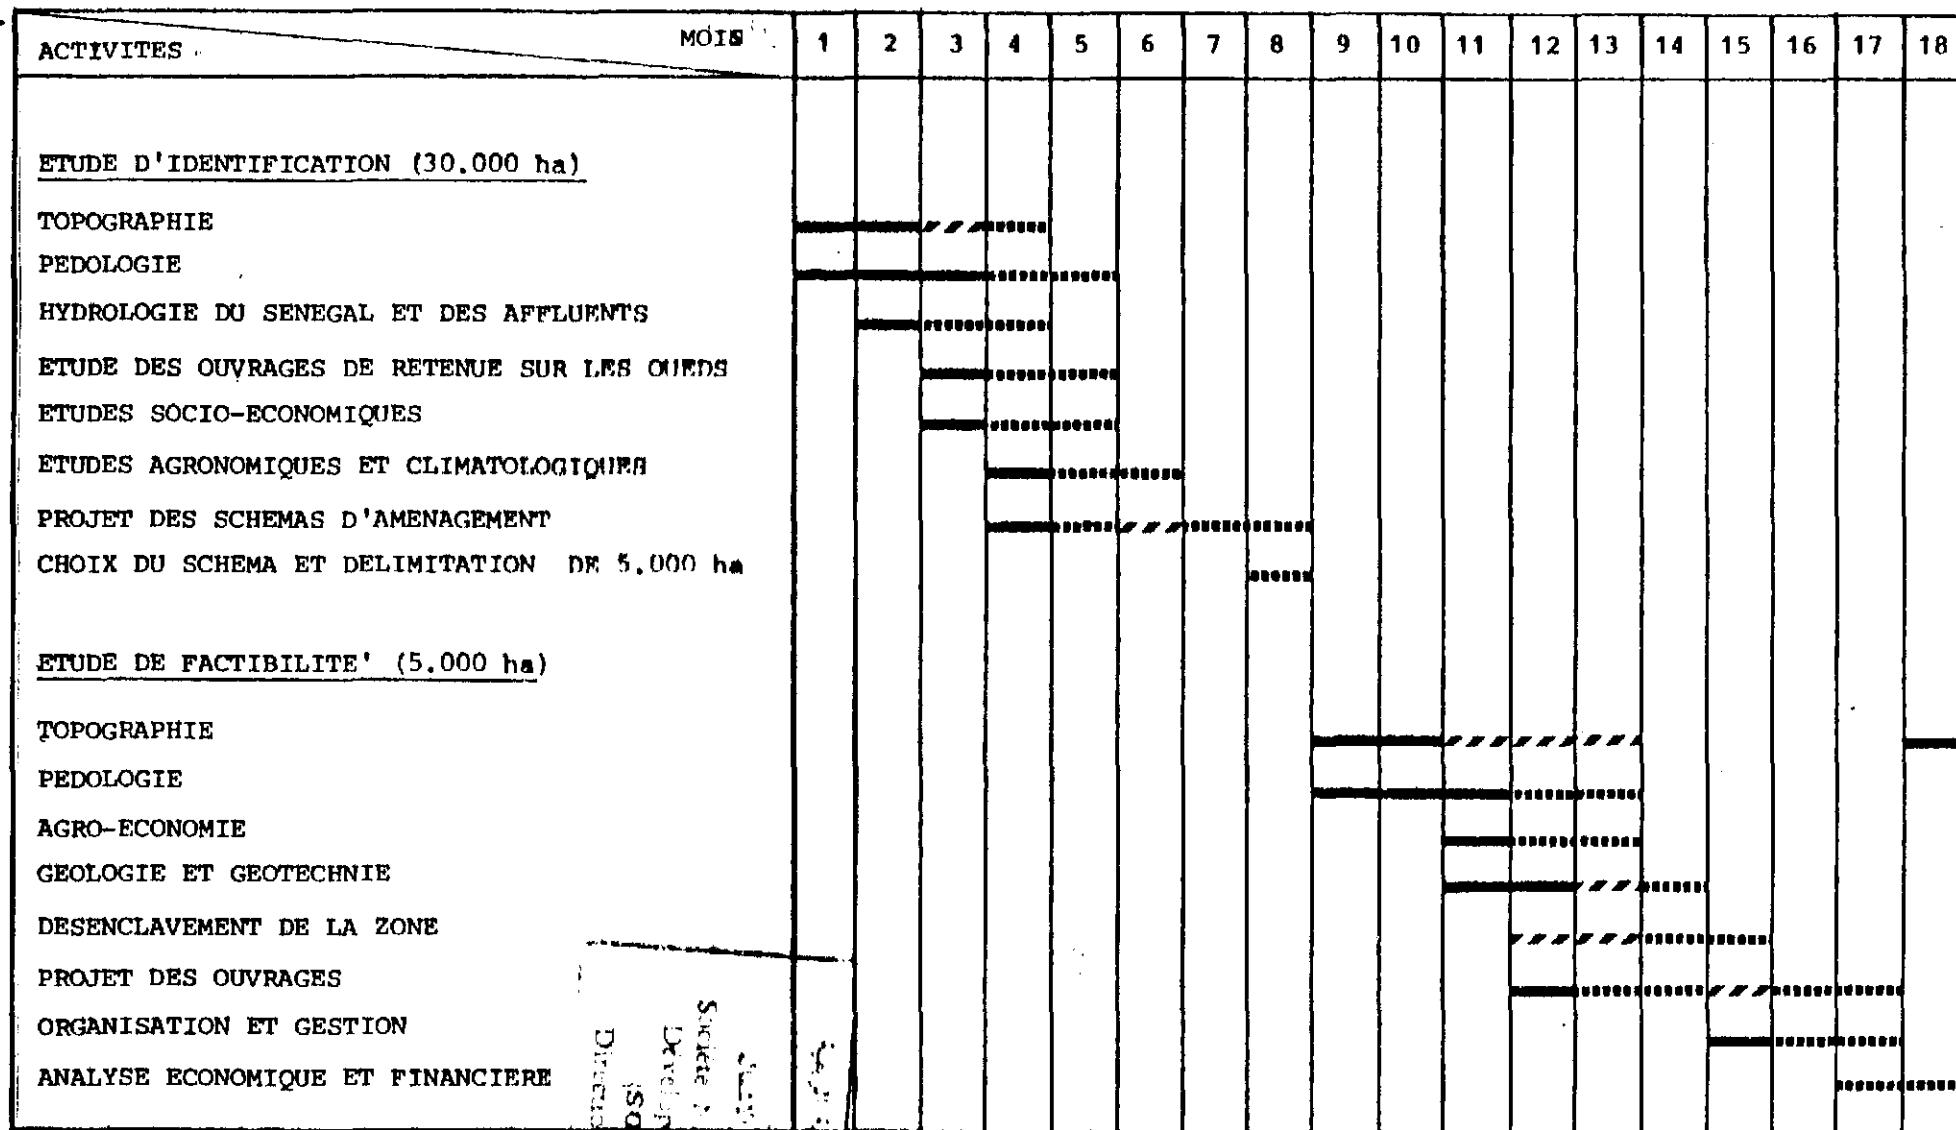 MOIS 1 2 3 4 5 6 7 8 9 10 11 12 13 14 15 16 17 18
ACTIVITES
ETUDE D'IDENTIFICATION (30.000 ha)
TOPOGRAPHIE
PEDOLOGIE
HYDROLOGIE DU SENEGAL ET DES AFFLUENTS
ETUDE DES OUVRAGES DE RETENUE SUR LES OUEDS
ETUDES SOCIO-ECONOMIQUES
ETUDES AGRONOMIQUES ET CLIMATOLOGIQUES
PROJET DES SCHEMAS D'AMENAGEMENT
CHOIX DU SCHEMA ET DELIMITATION DE 5.000 ha
ETUDE DE FACTIBILITE' (5.000 ha)
TOPOGRAPHIE
PEDOLOGIE
AGRO-ECONOMIE
GEOLOGIE ET GEOTECHNIE
DESENCLAVEMENT DE LA ZONE
PROJET DES OUVRAGES
ORGANISATION ET GESTION
ANALYSE ECONOMIQUE ET FINANCIERE
Société